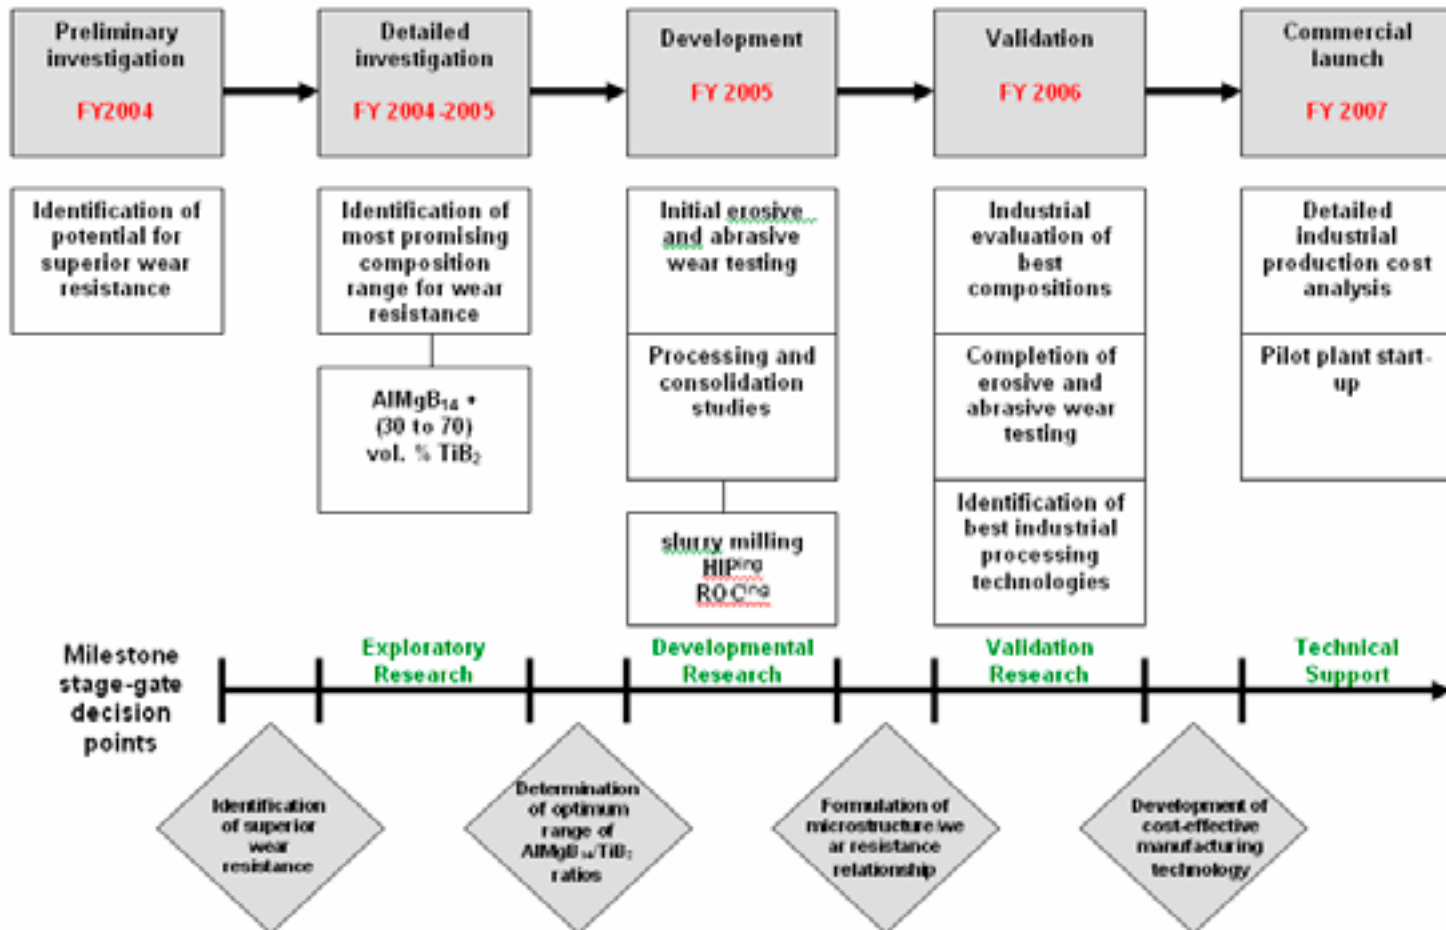 Preliminary
investigation
FY2004
Detailed
investigation
FY 2004-2005
Development
FY 2005
Validation
FY 2006
Commercial
launch
FY 2007
Identification of
potential for
superior wear
resistance
Identification of
most promising
composition
range for wear
resistance
AlMgB₁₄ +
(30 to 70)
vol. % TiB₂
Initial erosive
and abrasive
wear testing
Processing and
consolidation
studies
slurry milling
HIPing
ROCing
Industrial
evaluation of
best
compositions
Completion of
erosive and
abrasive wear
testing
Identification of
best industrial
processing
technologies
Detailed
industrial
production cost
analysis
Pilot plant start-
up
Milestone
stage-gate
decision
points
Exploratory
Research
Developmental
Research
Validation
Research
Technical
Support
Identification
of superior
wear
resistance
Determination
of optimum
range of
AlMgB₁₄/TiB₂
ratios
Formulation of
microstructure/we
ar resistance
relationship
Development of
cost-effective
manufacturing
technology